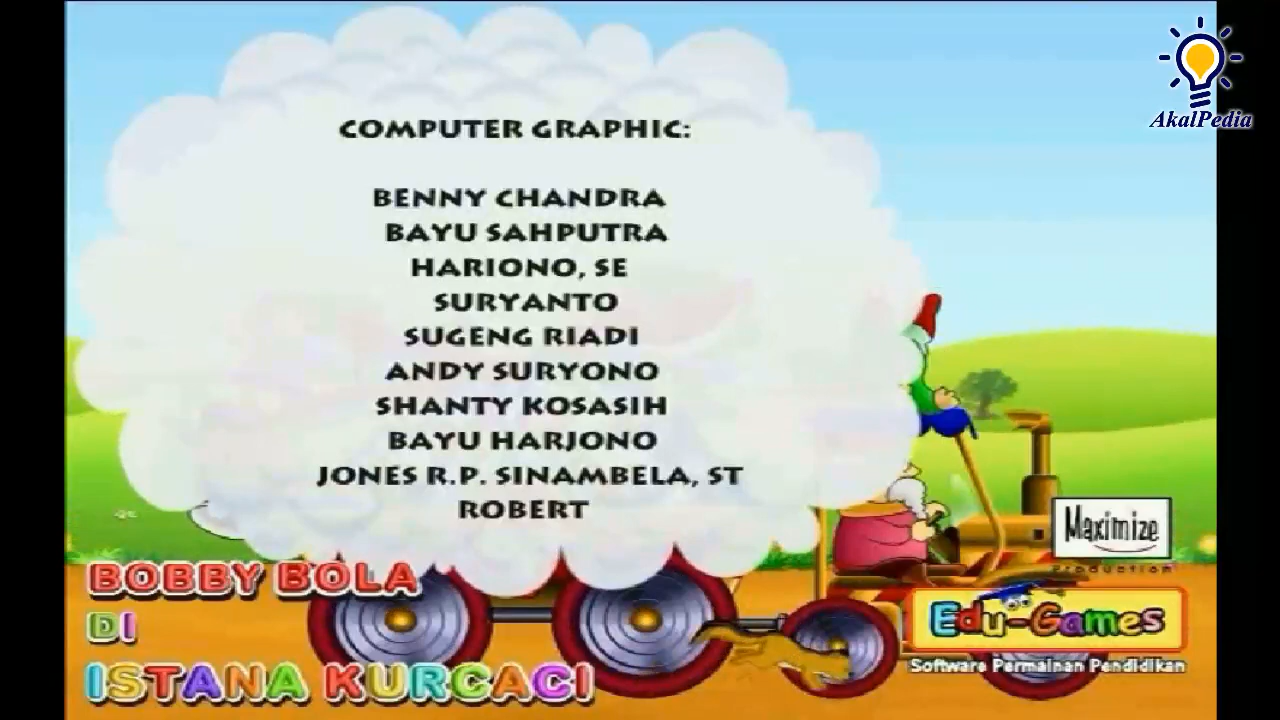 AkalPedia
COMPUTER GRAPHIC:
BENNY CHANDRA
BAYU SAHPUTRA
HARIONO, SE
SURYANTO
SUGENG RIADI
ANDY SURYONO
SHANTY KOSASIH
BAYU HARJONO
JONES R.P. SINAMBELA, ST
ROBERT
Maximize
Production
BOBBY BOLA
DI
ISTANA KURCACI
Edu-Games
Software Permainan Pendidikan